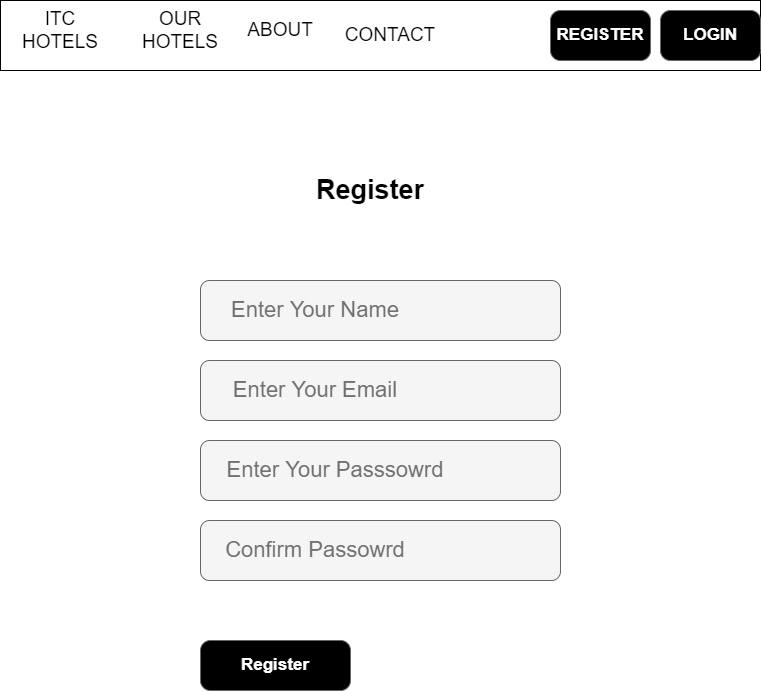 ITC
HOTELS
OUR
HOTELS
ABOUT
CONTACT
REGISTER
LOGIN
Register
Enter Your Name
Enter Your Email
Enter Your Passsowrd
Confirm Passowrd
Register